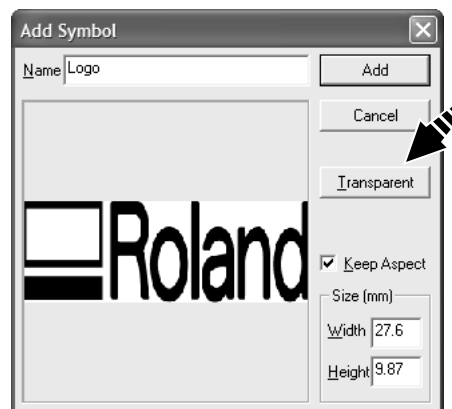 Add Symbol
Name Logo
Add
Cancel
Transparent
Roland
Keep Aspect
Size (mm)
Width 27.6
Height 9.87